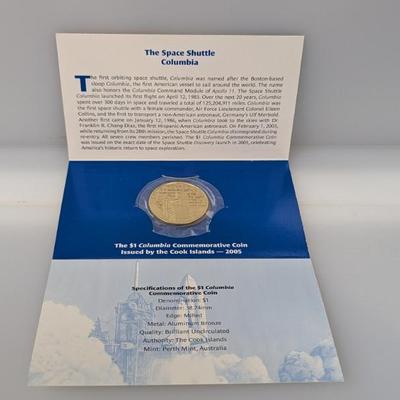 The Space Shuttle
Columbia
The first orbiting space shuttle, Columbia was named after the Boston-based
sloop Columbia, the first American vessel to sail around the world. The name
also honors the Columbia Command Module of Apollo 11. The Space Shuttle
Columbia launched its first flight on April 12, 1981. Over the next 20 years, Columbia
spent over 300 days in space and traveled a total of 125,204,911 miles. Columbia was
the first space shuttle with a female commander, Air Force Lieutenant Colonel Eileen
Collins, and the first to transport a non-American astronaut, Germany's Ulf Merbold.
Another first came on January 12, 1986, when Columbia took to the skies with Dr.
Franklin R. Chang-Diaz, the first Hispanic-American astronaut. On February 1, 2003,
while returning from its 28th mission, the Space Shuttle Columbia disintegrated during
re-entry. All seven crew members perished. The $1 Columbia Commemorative Coin
was issued on the exact date of the Space Shuttle Discovery launch in 2005, celebrating
America's historic return to space exploration.
The $1 Columbia Commemorative Coin
Issued by the Cook Islands — 2005
Specifications of the $1 Columbia
Commemorative Coin
Denomination: $1
Diameter: 38.74mm
Edge: Milled
Metal: Aluminum Bronze
Quality: Brilliant Uncirculated
Authority: The Cook Islands
Mint: Perth Mint, Australia